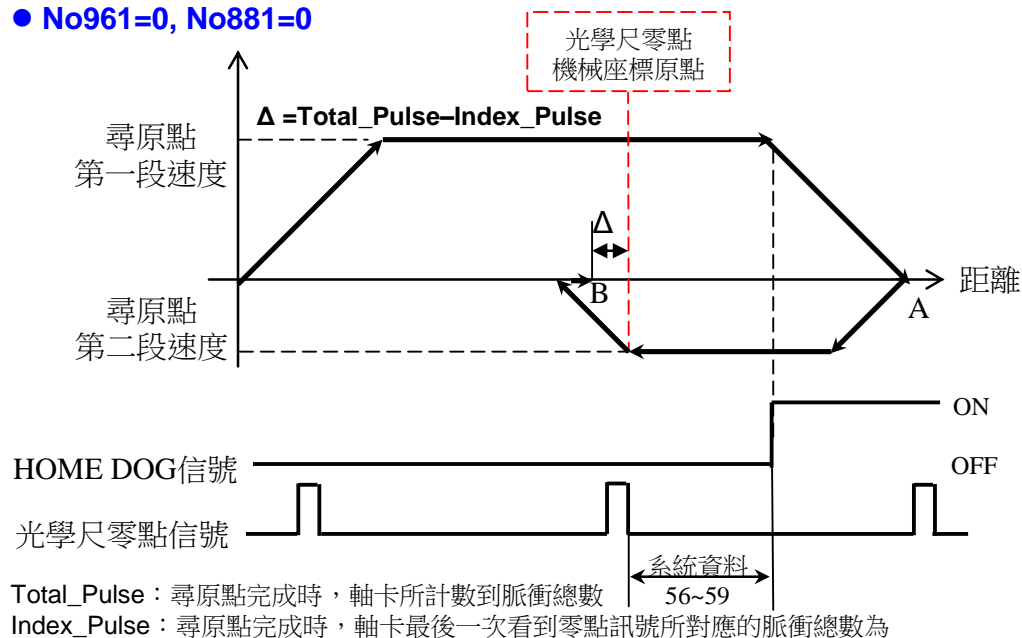 ● No961=0, No881=0
光學尺零點
機械座標原點
Δ =Total_Pulse–Index_Pulse
尋原點
第一段速度
Δ
B
A
距離
尋原點
第二段速度
ON
HOME DOG信號
OFF
光學尺零點信號
系統資料
56~59
Total_Pulse：尋原點完成時，軸卡所計數到脈衝總數
Index_Pulse：尋原點完成時，軸卡最後一次看到零點訊號所對應的脈衝總數為